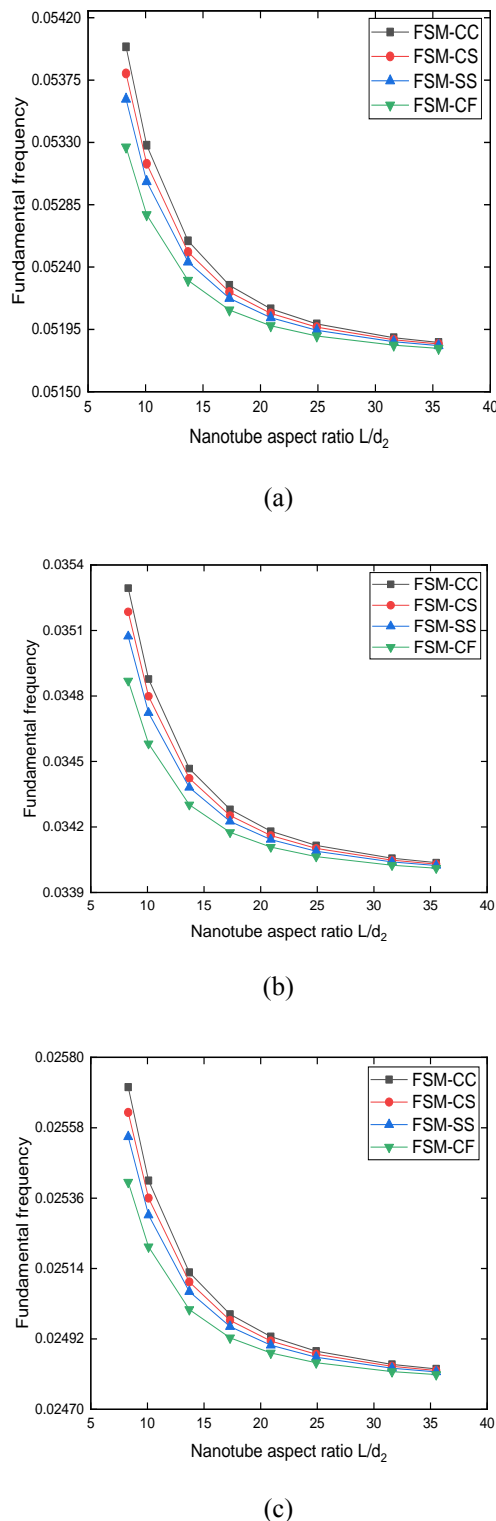 0.05420
0.05375
0.05330
0.05285
0.05240
0.05195
0.05150
Fundamental frequency
FSM-CC
FSM-CS
FSM-SS
FSM-CF
5 10 15 20 25 30 35 40
Nanotube aspect ratio L/d₂
(a)
0.0354
0.0351
0.0348
0.0345
0.0342
0.0339
Fundamental frequency
FSM-CC
FSM-CS
FSM-SS
FSM-CF
5 10 15 20 25 30 35 40
Nanotube aspect ratio L/d₂
(b)
0.02580
0.02558
0.02536
0.02514
0.02492
0.02470
Fundamental frequency
FSM-CC
FSM-CS
FSM-SS
FSM-CF
5 10 15 20 25 30 35 40
Nanotube aspect ratio L/d₂
(c)